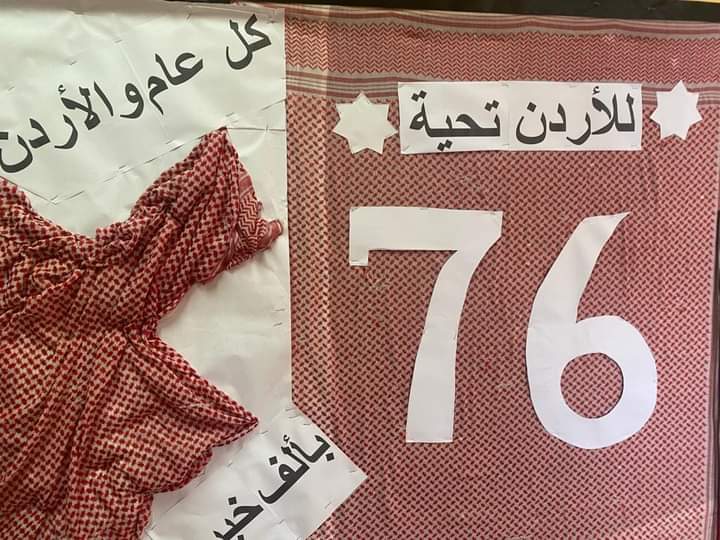 للأردن تحية
76
كل عام والأردن
بألف